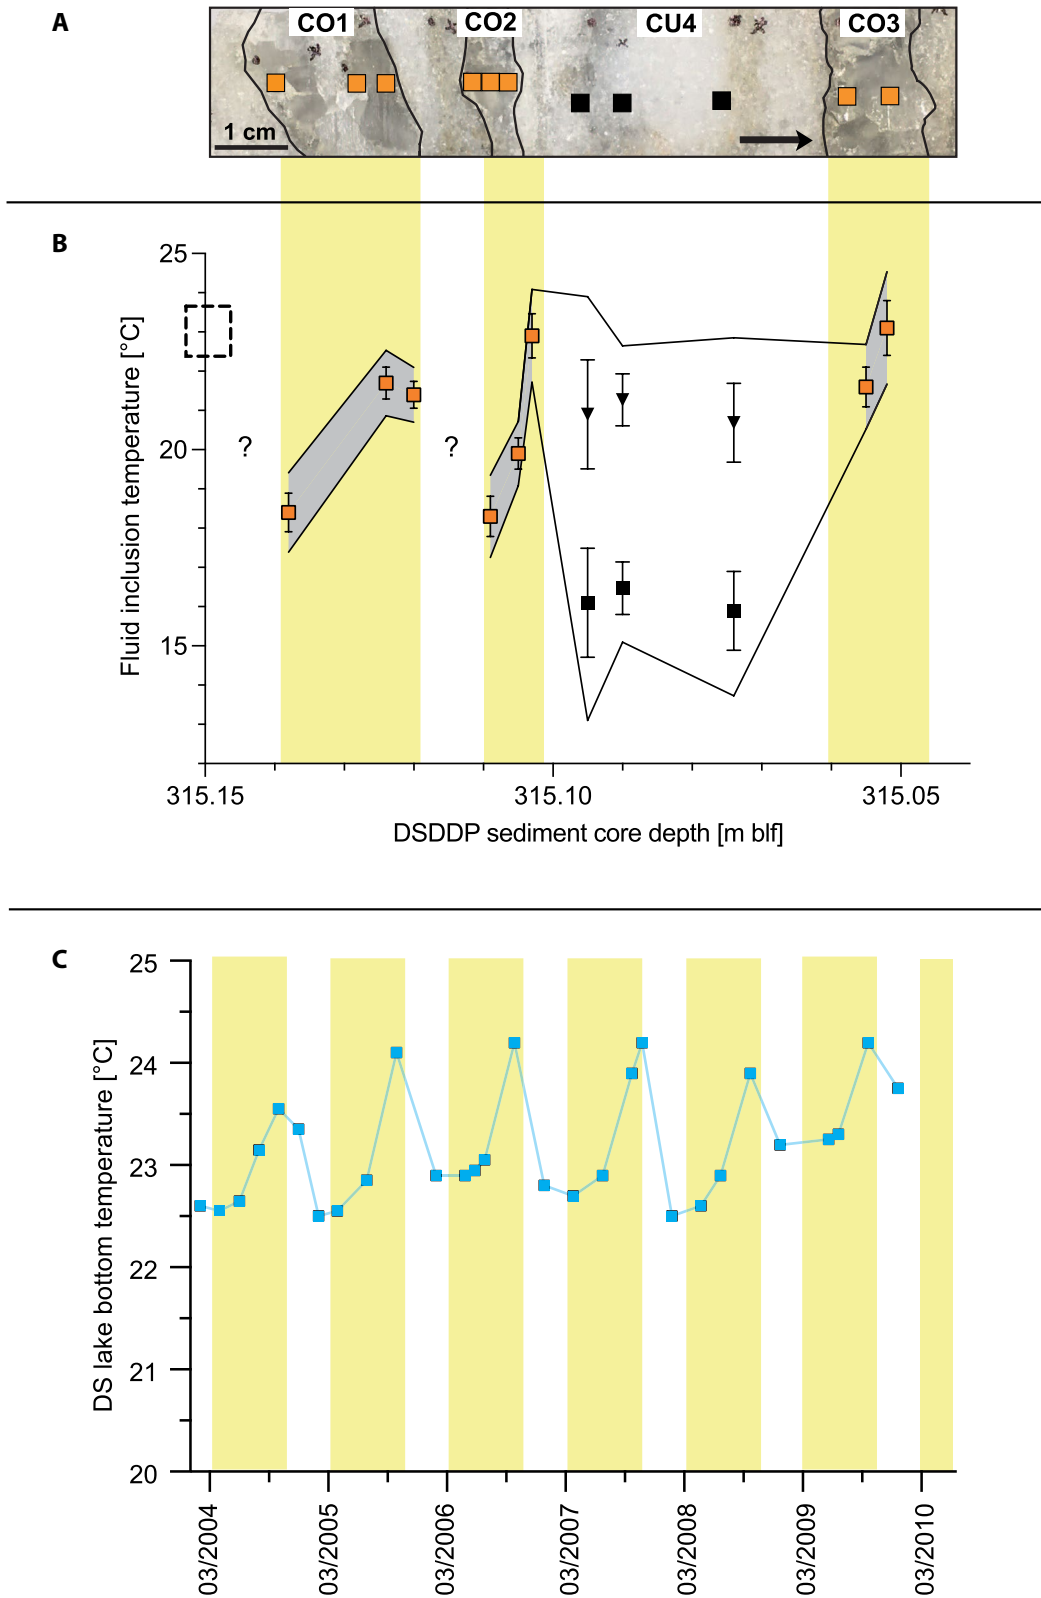 A
CO1 CO2 CU4 CO3
1 cm
B
25
20
15
Fluid inclusion temperature [°C]
? ?
315.15 315.10 315.05
DSDDP sediment core depth [m blf]
C
25
24
23
22
21
20
DS lake bottom temperature [°C]
03/2004 03/2005 03/2006 03/2007 03/2008 03/2009 03/2010